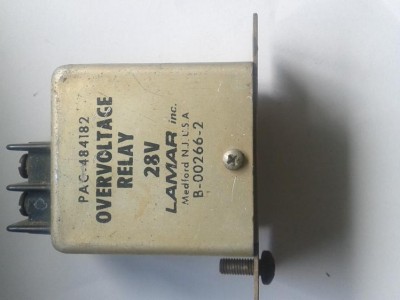 PAC-484182
OVERVOLTAGE
RELAY
28V
LAMAR inc.
Medford N.J. U.S.A
B-00266-2